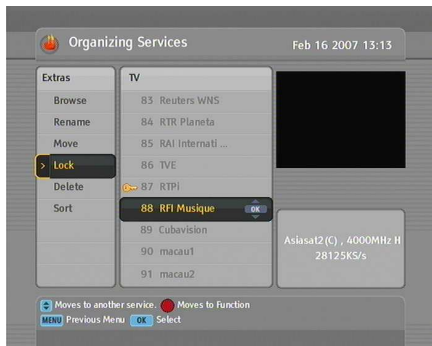 Organizing Services
Feb 16 2007 13:13
Extras
Browse
Rename
Move
> Lock
Delete
Sort
TV
83 Reuters WNS
84 RTR Planeta
85 RAI Internati ...
86 TVE
87 RTPi
88 RFI Musique OK
89 Cubavision
90 macau1
91 macau2
Asiasat2(C) , 4000MHz H
28125KS/s
Moves to another service. Moves to Function
MENU Previous Menu OK Select